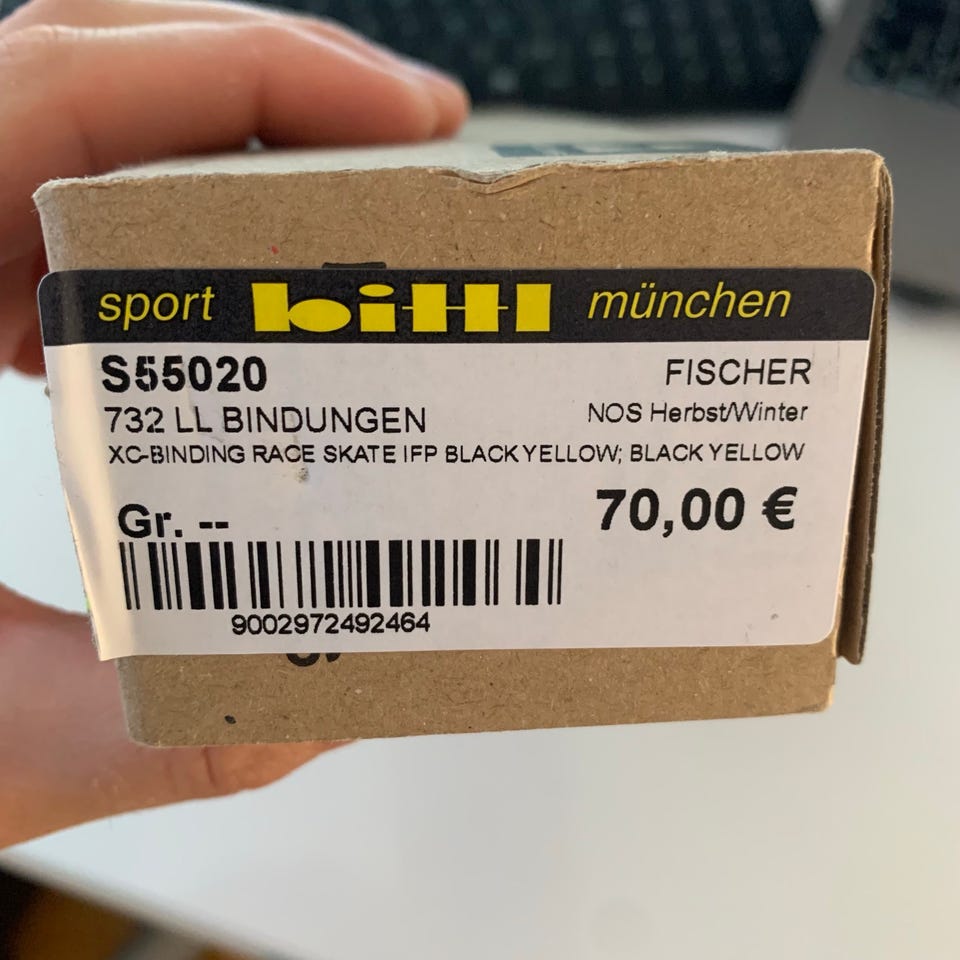 sport bittl münchen
S55020 FISCHER
732 LL BINDUNGEN NOS Herbst/Winter
XC-BINDING RACE SKATE IFP BLACK YELLOW; BLACK YELLOW
Gr. -- 70,00 €
9002972492464